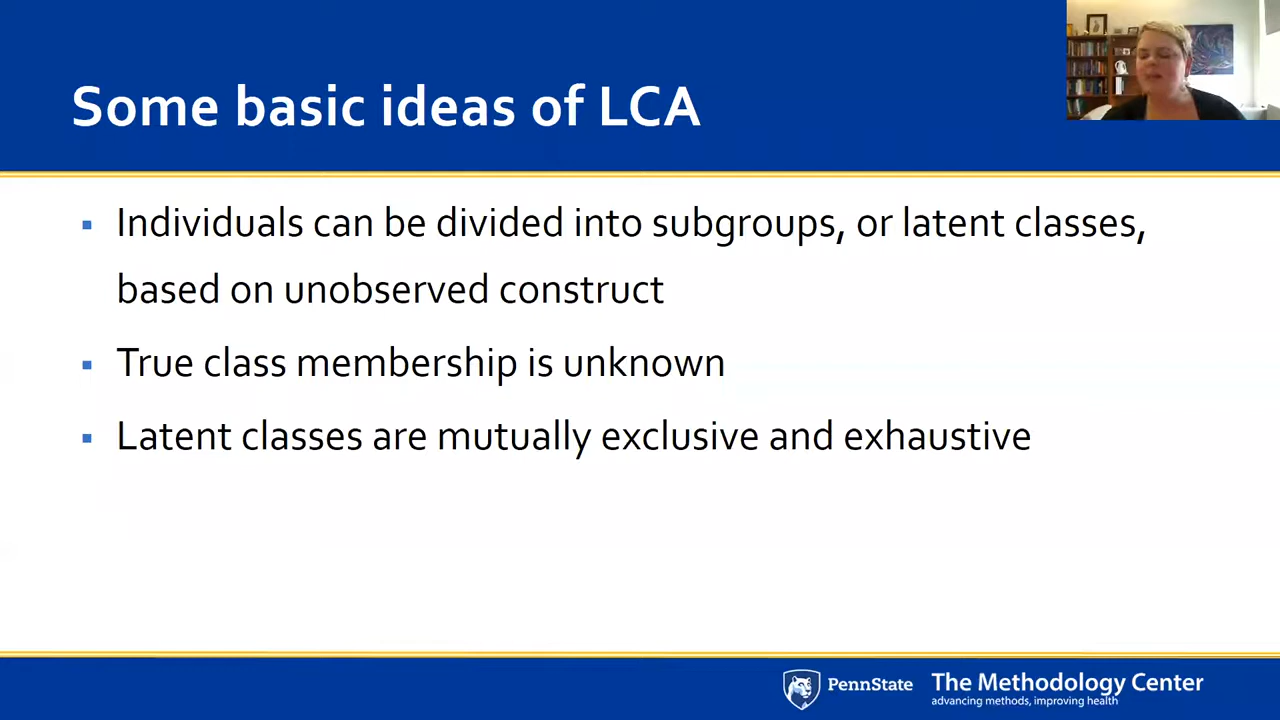 Some basic ideas of LCA
▪ Individuals can be divided into subgroups, or latent classes,
based on unobserved construct
▪ True class membership is unknown
▪ Latent classes are mutually exclusive and exhaustive
PennState
The Methodology Center
advancing methods, improving health